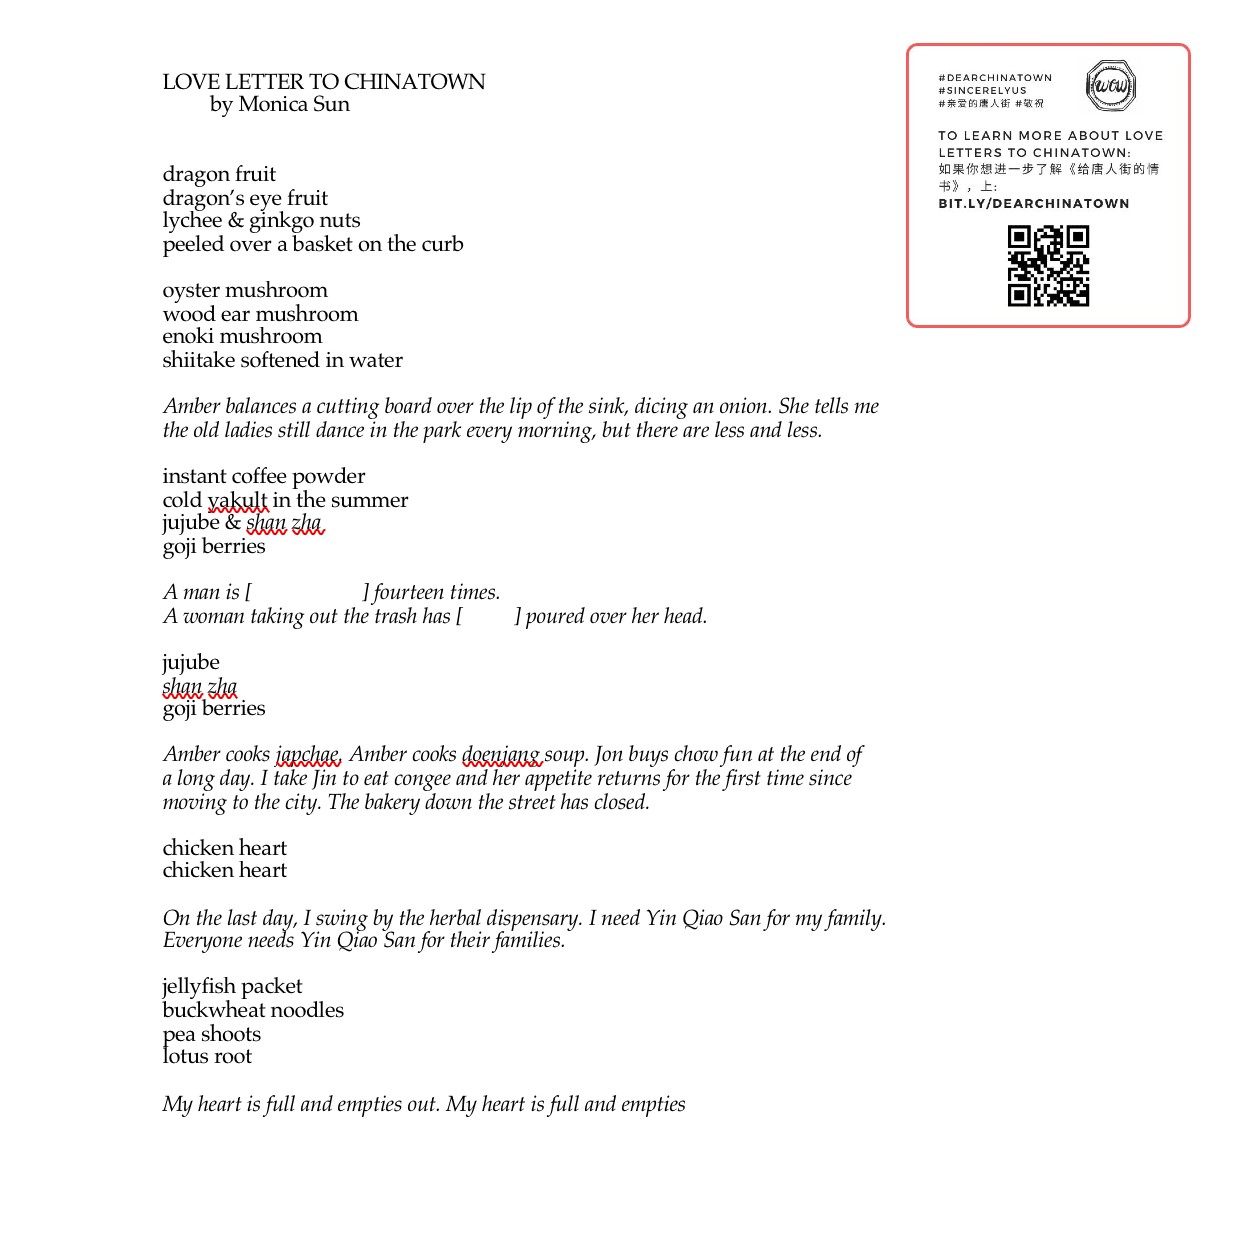 LOVE LETTER TO CHINATOWN
by Monica Sun
dragon fruit
dragon’s eye fruit
lychee & ginkgo nuts
peeled over a basket on the curb
oyster mushroom
wood ear mushroom
enoki mushroom
shiitake softened in water
Amber balances a cutting board over the lip of the sink, dicing an onion. She tells me
the old ladies still dance in the park every morning, but there are less and less.
instant coffee powder
cold yakult in the summer
jujube & shan zha
goji berries
A man is [ ] fourteen times.
A woman taking out the trash has [ ] poured over her head.
jujube
shan zha
goji berries
Amber cooks japchae. Amber cooks doenjang soup. Jon buys chow fun at the end of
a long day. I take Jin to eat congee and her appetite returns for the first time since
moving to the city. The bakery down the street has closed.
chicken heart
chicken heart
On the last day, I swing by the herbal dispensary. I need Yin Qiao San for my family.
Everyone needs Yin Qiao San for their families.
jellyfish packet
buckwheat noodles
pea shoots
lotus root
My heart is full and empties out. My heart is full and empties
#DEARCHINATOWN
#SINCERELYUS
#亲爱的唐人街 #敬祝
WOW
TO LEARN MORE ABOUT LOVE
LETTERS TO CHINATOWN:
如果你想进一步了解《给唐人街的情
书》，上:
BIT.LY/DEARCHINATOWN